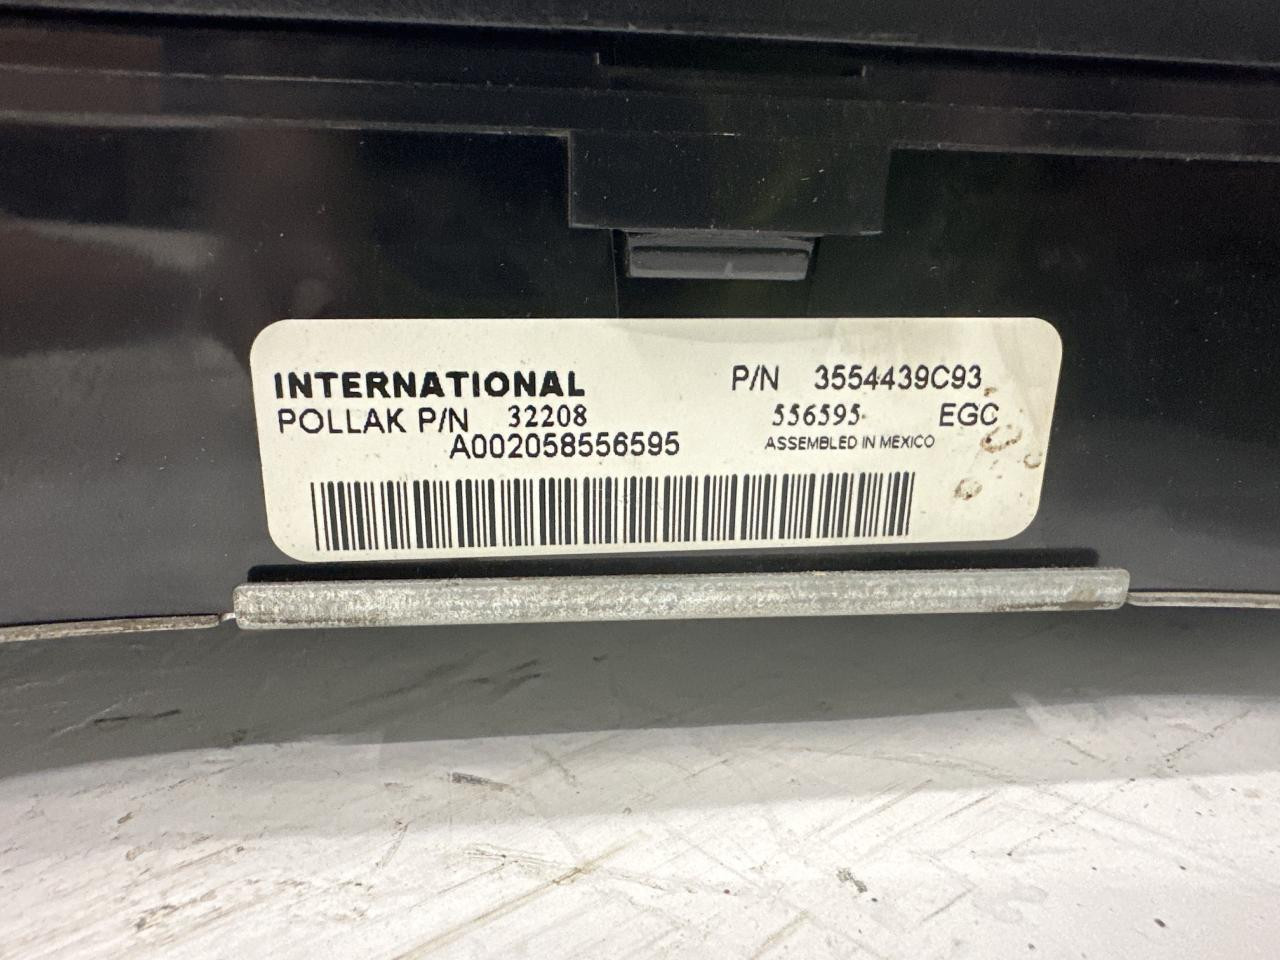 INTERNATIONAL P/N 3554439C93
POLLAK P/N 32208 556595 EGC
A002058556595 ASSEMBLED IN MEXICO